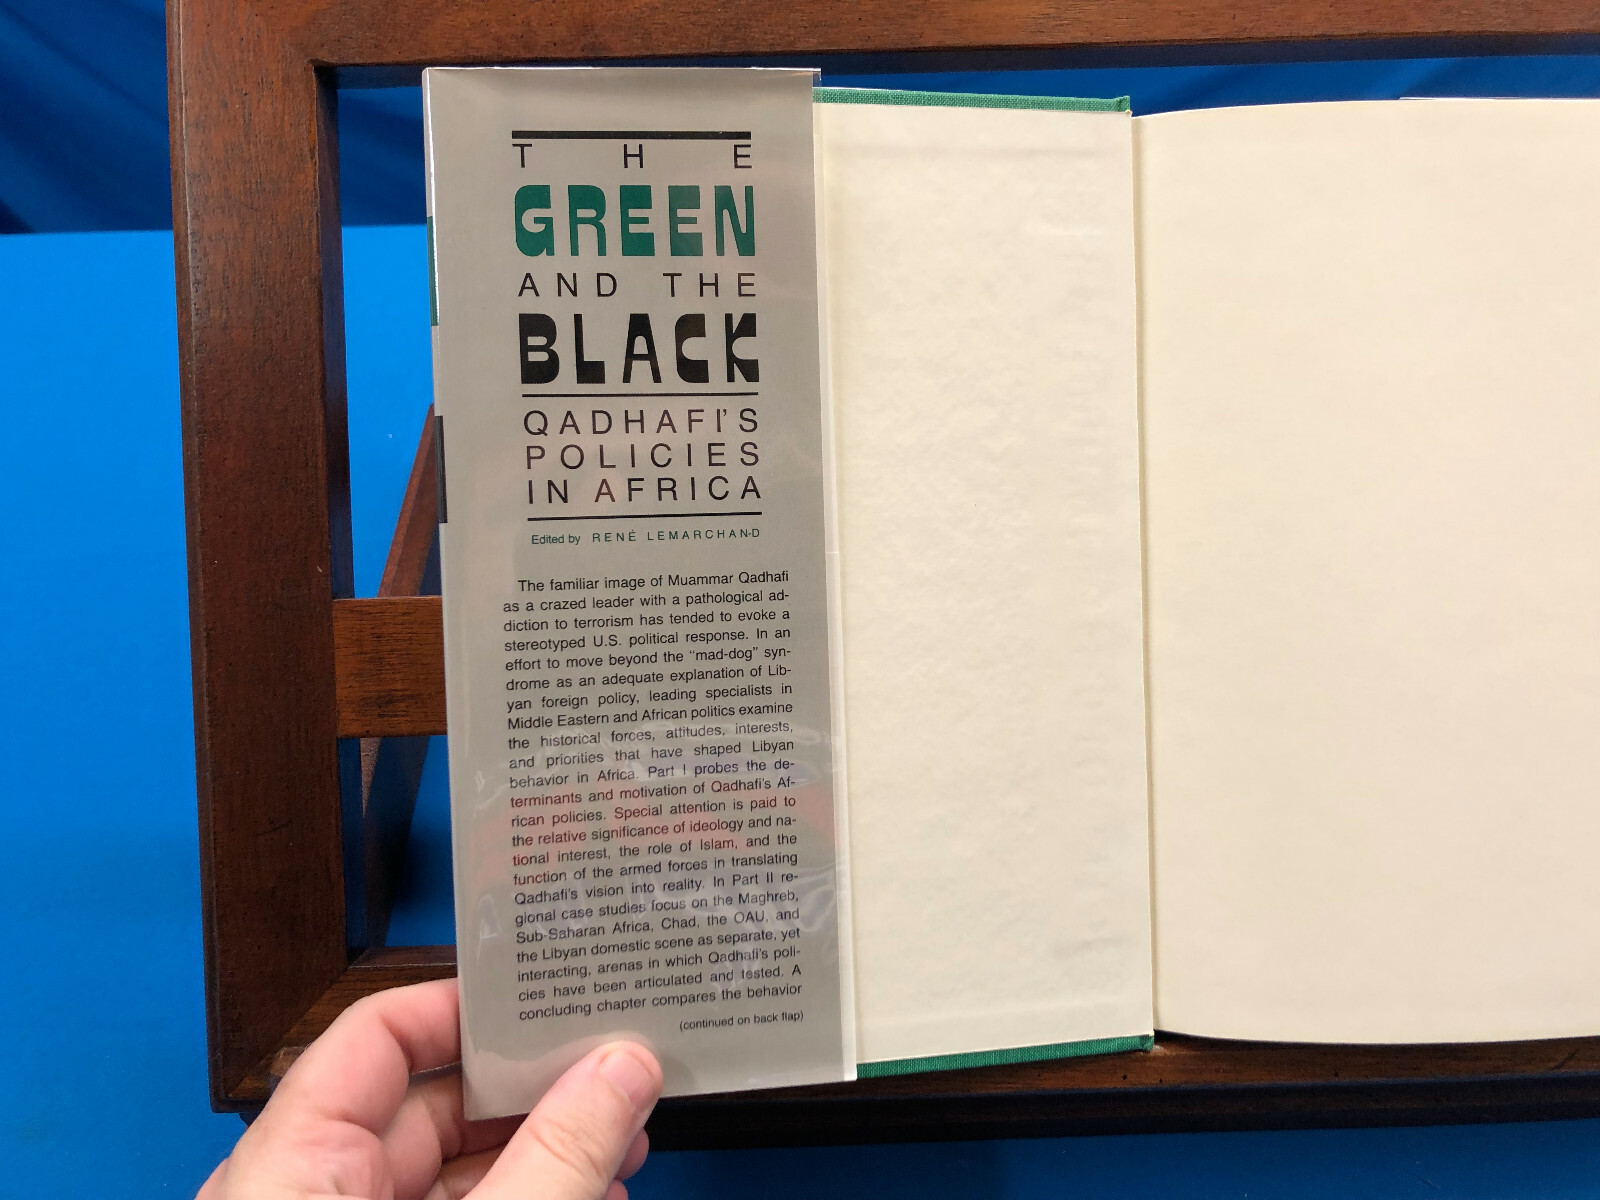 THE
GREEN
AND THE
BLACK
QADHAFI'S
POLICIES
IN AFRICA
Edited by RENÉ LEMARCHAND
The familiar image of Muammar Qadhafi
as a crazed leader with a pathological ad-
diction to terrorism has tended to evoke a
stereotyped U.S. political response. In an
effort to move beyond the "mad-dog" syn-
drome as an adequate explanation of Lib-
yan foreign policy, leading specialists in
Middle Eastern and African politics examine
the historical forces, attitudes, interests,
and priorities that have shaped Libyan
behavior in Africa. Part I probes the de-
terminants and motivation of Qadhafi's Af-
rican policies. Special attention is paid to
the relative significance of ideology and na-
tional interest, the role of Islam, and the
function of the armed forces in translating
Qadhafi's vision into reality. In Part II re-
gional case studies focus on the Maghreb,
Sub-Saharan Africa, Chad, the OAU, and
the Libyan domestic scene as separate, yet
interacting, arenas in which Qadhafi's poli-
cies have been articulated and tested. A
concluding chapter compares the behavior
(continued on back flap)